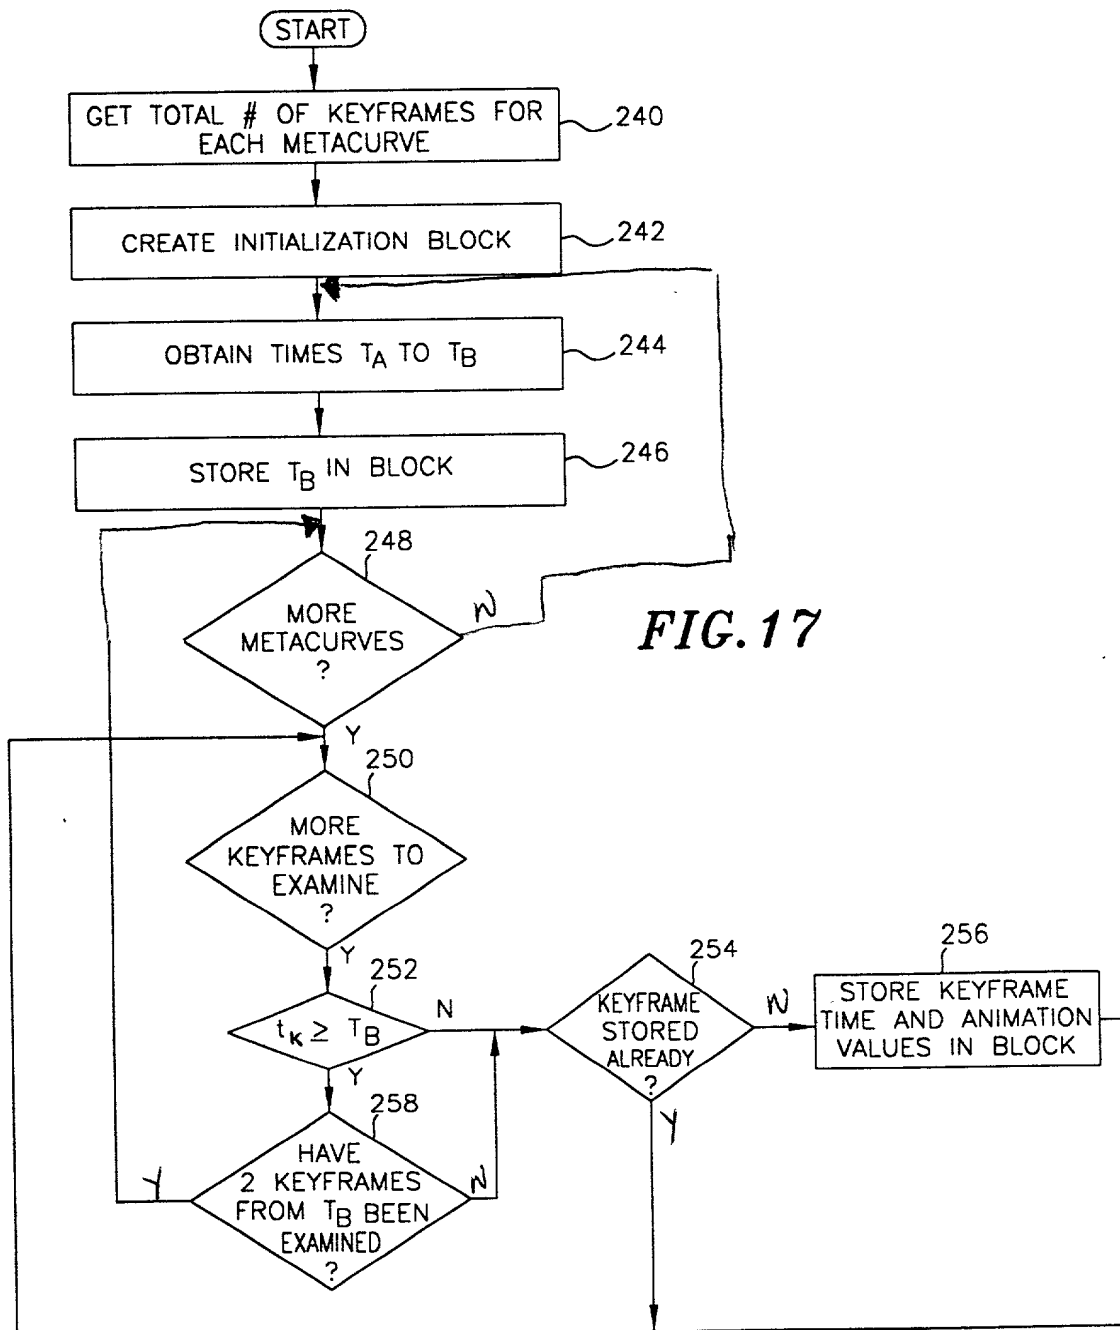 START
GET TOTAL # OF KEYFRAMES FOR
EACH METACURVE
240
CREATE INITIALIZATION BLOCK
242
OBTAIN TIMES TA TO TB
244
STORE TB IN BLOCK
246
248
MORE
METACURVES
?
N
FIG.17
Y
250
MORE
KEYFRAMES TO
EXAMINE
?
Y
252
tK ≥ TB
N
Y
254
KEYFRAME
STORED
ALREADY
?
N
Y
256
STORE KEYFRAME
TIME AND ANIMATION
VALUES IN BLOCK
258
HAVE
2 KEYFRAMES
FROM TB BEEN
EXAMINED
?
Y
N